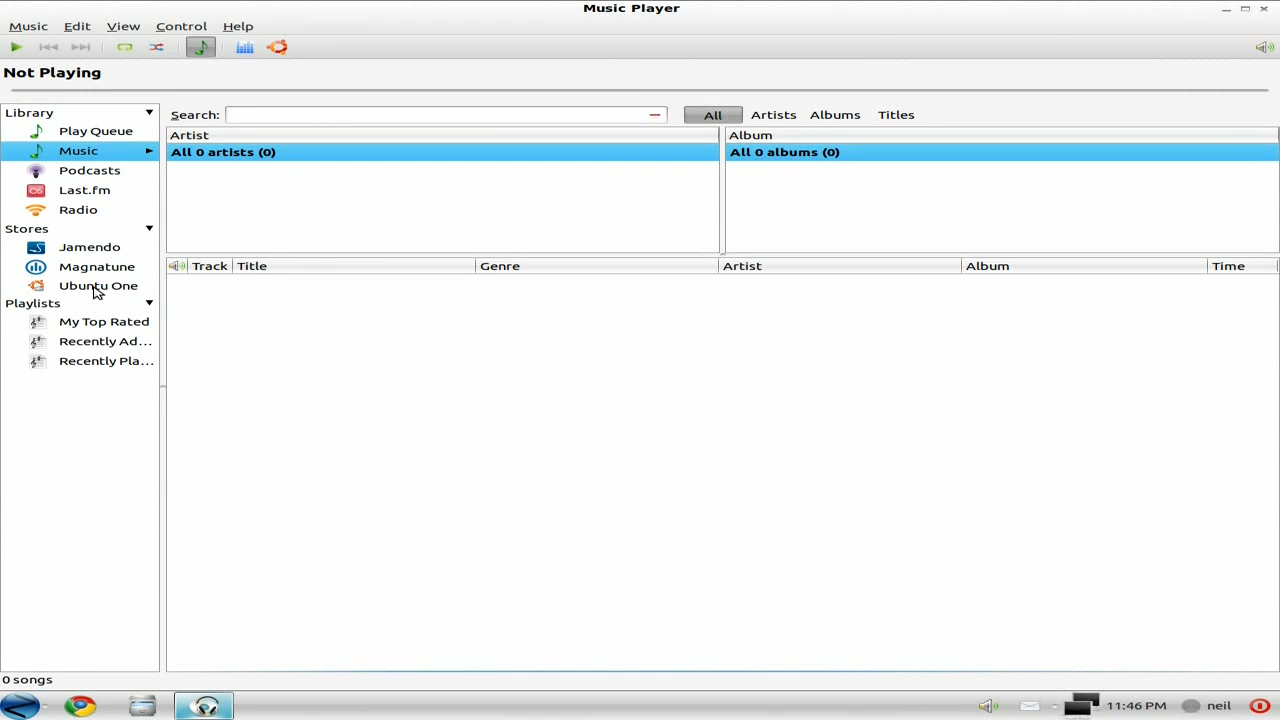 Music Player
Music Edit View Control Help
Not Playing
Library
Play Queue
Music
Podcasts
Last.fm
Radio
Stores
Jamendo
Magnatune
Ubuntu One
Playlists
My Top Rated
Recently Ad...
Recently Pla...
Search: All Artists Albums Titles
Artist Album
All 0 artists (0) All 0 albums (0)
Track Title Genre Artist Album Time
0 songs
11:46 PM neil